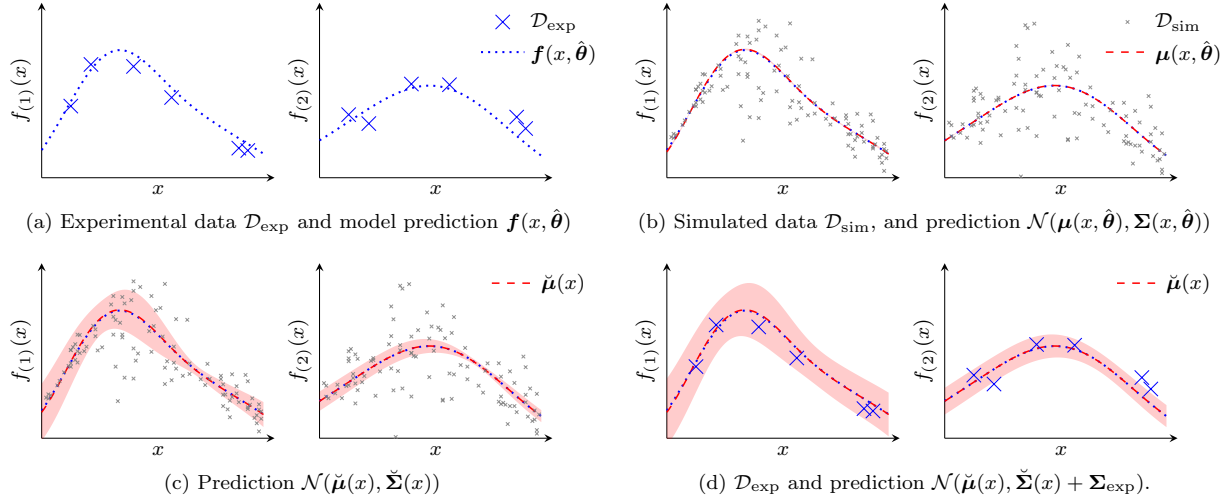 f₍₁₎(x)
x
f₍₂₎(x)
x
𝒟exp
𝒇(x, 𝜽̂)
(a) Experimental data 𝒟exp and model prediction 𝒇(x, 𝜽̂)
f₍₁₎(x)
x
f₍₂₎(x)
x
𝒟sim
𝝁(x, 𝜽̂)
(b) Simulated data 𝒟sim, and prediction 𝒩(𝝁(x, 𝜽̂), 𝚺(x, 𝜽̂))
f₍₁₎(x)
x
f₍₂₎(x)
x
𝝁̆(x)
(c) Prediction 𝒩(𝝁̆(x), 𝚺̆(x))
f₍₁₎(x)
x
f₍₂₎(x)
x
𝝁̆(x)
(d) 𝒟exp and prediction 𝒩(𝝁̆(x), 𝚺̆(x) + 𝚺exp).